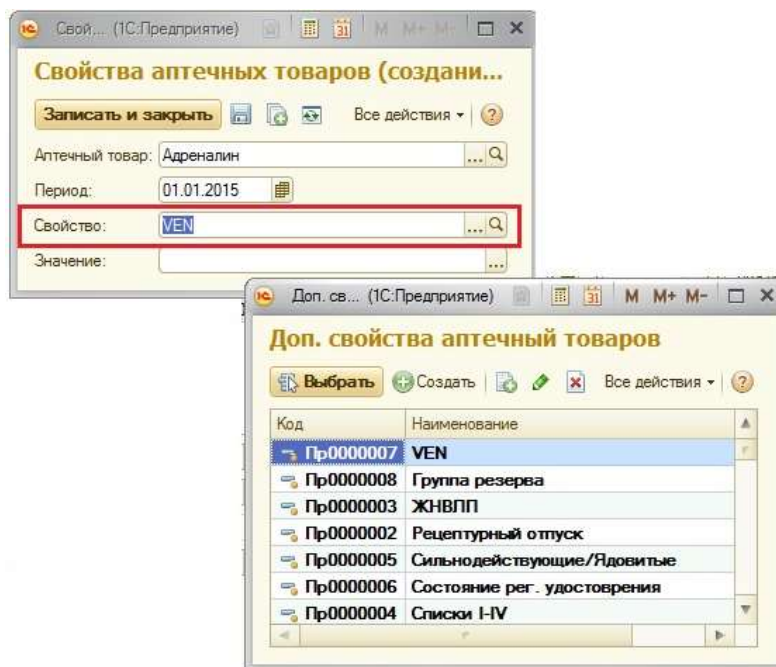 Свой... (1С:Предприятие) M M+ M-
Свойства аптечных товаров (создани...
Записать и закрыть Все действия
Аптечный товар: Адреналин
Период: 01.01.2015
Свойство: VEN
Значение:
Доп. св... (1С:Предприятие) M M+ M-
Доп. свойства аптечный товаров
Выбрать Создать Все действия
Код Наименование
Пр0000007 VEN
Пр0000008 Группа резерва
Пр0000003 ЖНВЛП
Пр0000002 Рецептурный отпуск
Пр0000005 Сильнодействующие/Ядовитые
Пр0000006 Состояние рег. удостоврения
Пр0000004 Списки I-IV